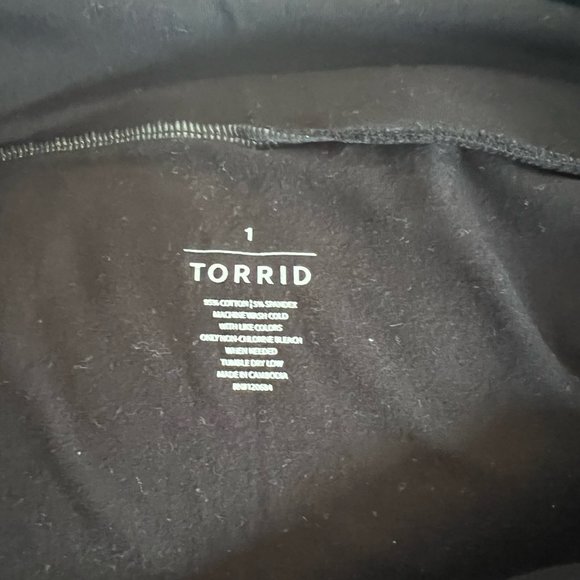 1
TORRID
95% COTTON | 5% SPANDEX
MACHINE WASH COLD
WITH LIKE COLORS
ONLY NON-CHLORINE BLEACH
WHEN NEEDED
TUMBLE DRY LOW
MADE IN CAMBODIA